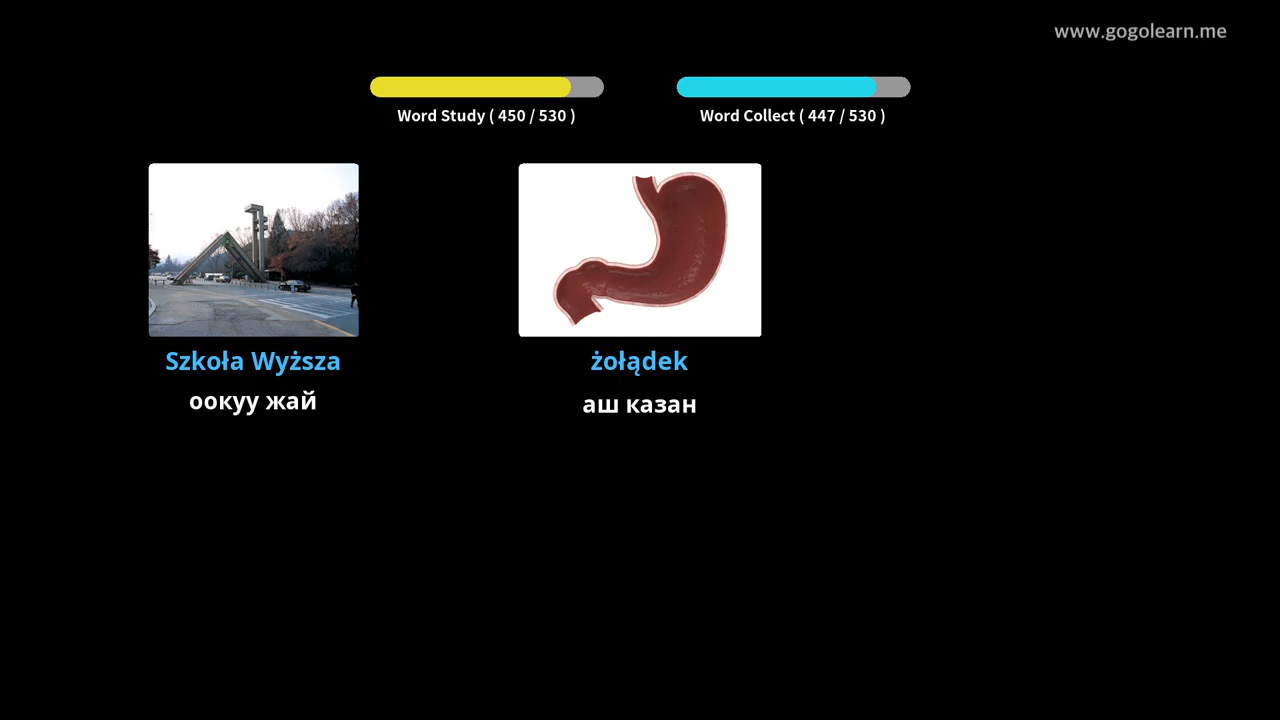 www.gogolearn.me
Word Study ( 450 / 530 )
Word Collect ( 447 / 530 )
Szkoła Wyższa
żołądek
оокуу жай
аш казан